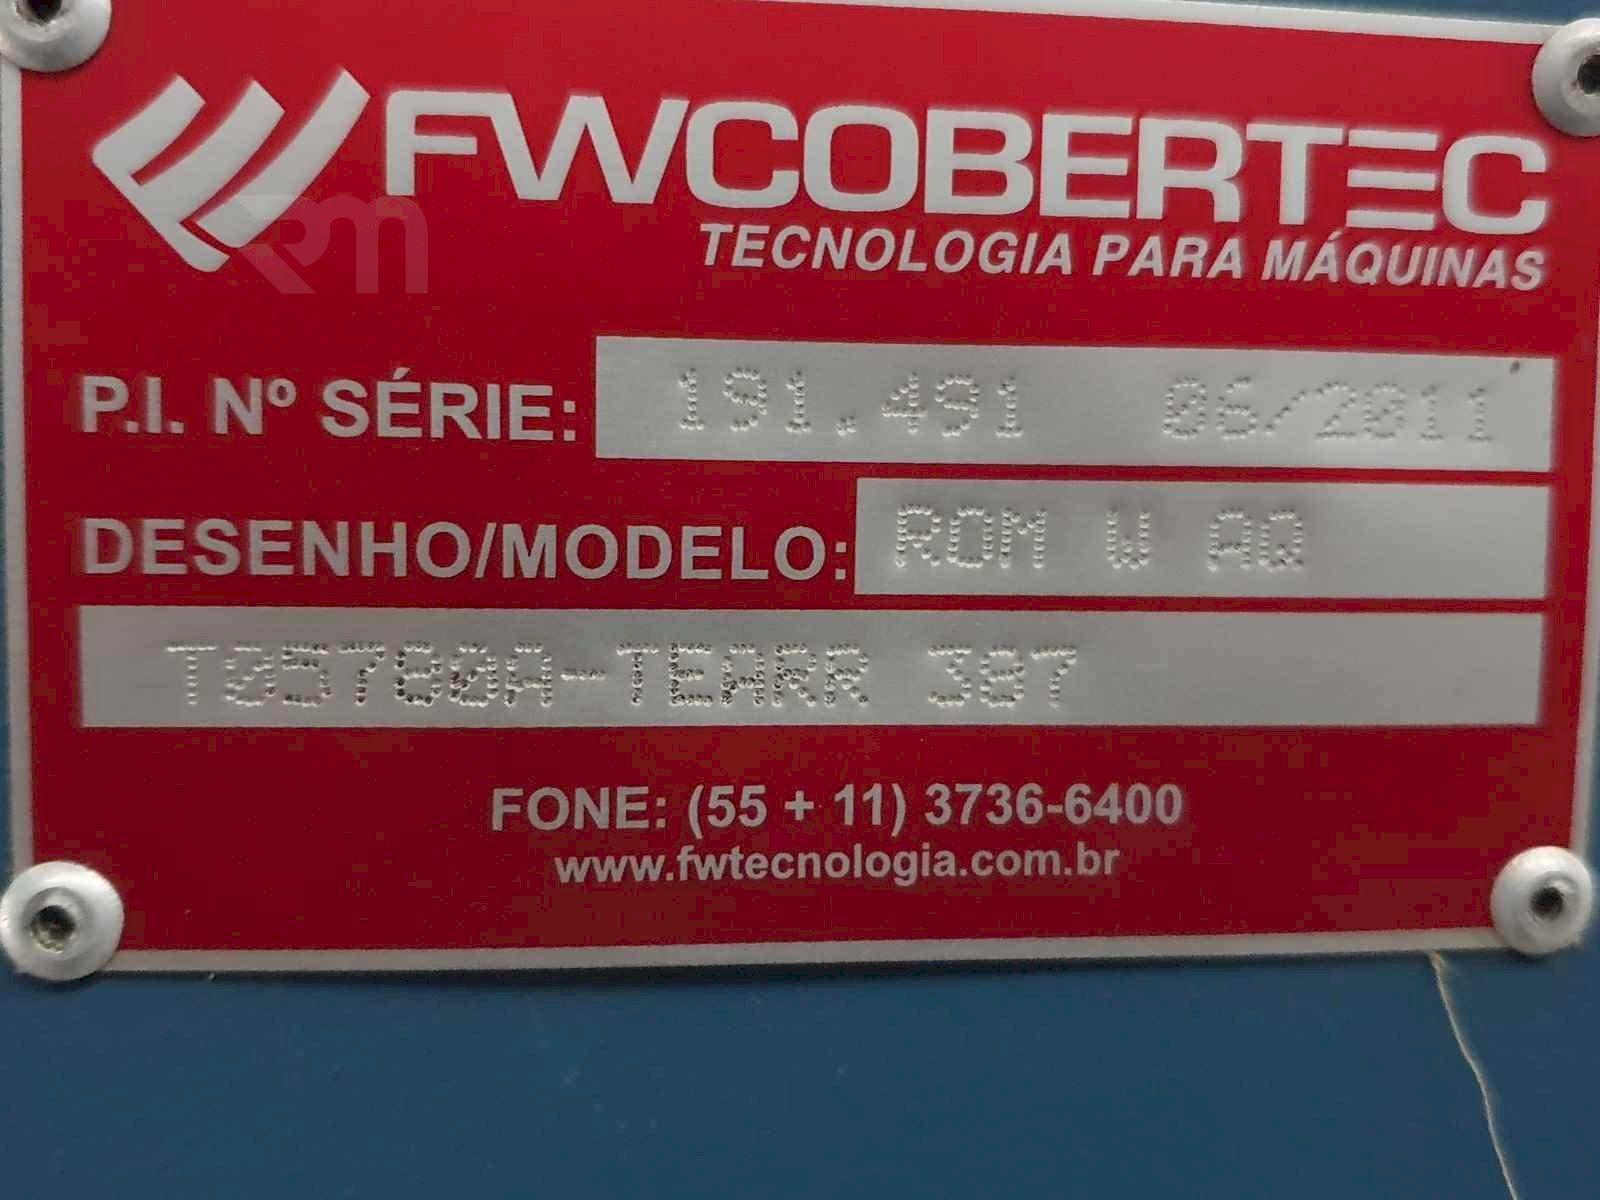 FWCOBERTEC
TECNOLOGIA PARA MÁQUINAS
RM
P.I. Nº SÉRIE: 191.491 06/2011
DESENHO/MODELO: ROM W AQ
T05780A-TEARR 387
FONE: (55 + 11) 3736-6400
www.fwtecnologia.com.br